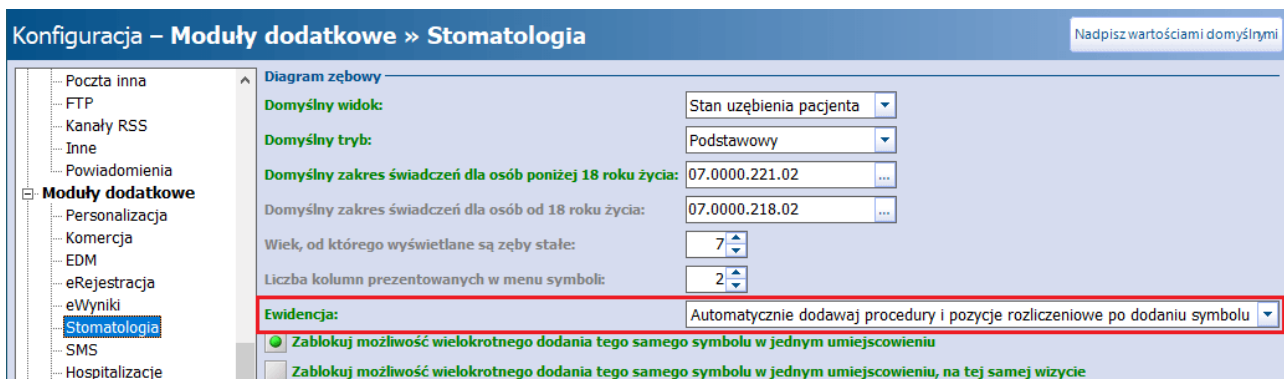 Konfiguracja – Moduły dodatkowe » Stomatologia
Nadpisz wartościami domyślnymi
Poczta inna
FTP
Kanały RSS
Inne
Powiadomienia
Moduły dodatkowe
Personalizacja
Komercja
EDM
eRejestracja
eWyniki
Stomatologia
SMS
Hospitalizacje
Diagram zębowy
Domyślny widok: Stan uzębienia pacjenta
Domyślny tryb: Podstawowy
Domyślny zakres świadczeń dla osób poniżej 18 roku życia: 07.0000.221.02 ...
Domyślny zakres świadczeń dla osób od 18 roku życia: 07.0000.218.02 ...
Wiek, od którego wyświetlane są zęby stałe: 7
Liczba kolumn prezentowanych w menu symboli: 2
Ewidencja: Automatycznie dodawaj procedury i pozycje rozliczeniowe po dodaniu symbolu
Zablokuj możliwość wielokrotnego dodania tego samego symbolu w jednym umiejscowieniu
Zablokuj możliwość wielokrotnego dodania tego samego symbolu w jednym umiejscowieniu, na tej samej wizycie